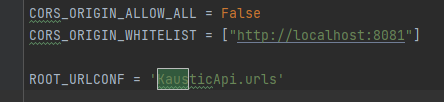 CORS_ORIGIN_ALLOW_ALL = False
CORS_ORIGIN_WHITELIST = ["http://localhost:8081"]
ROOT_URLCONF = 'KausticApi.urls'